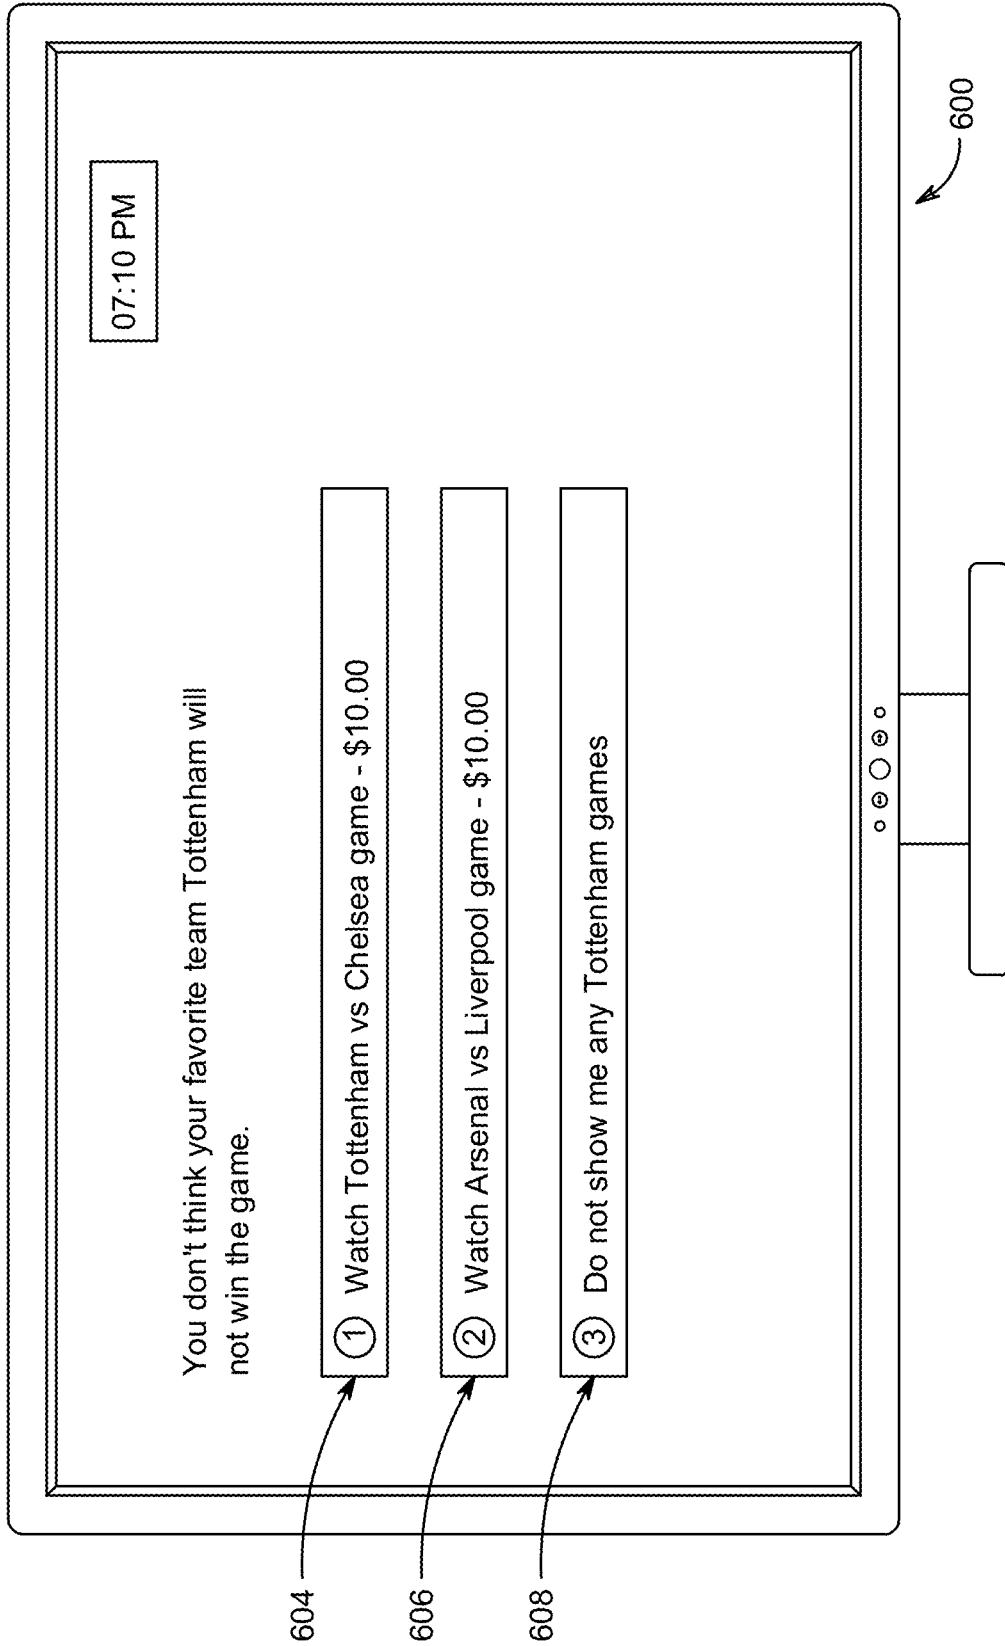 07:10 PM
You don't think your favorite team Tottenham will
not win the game.
604
1 Watch Tottenham vs Chelsea game - $10.00
606
2 Watch Arsenal vs Liverpool game - $10.00
608
3 Do not show me any Tottenham games
600